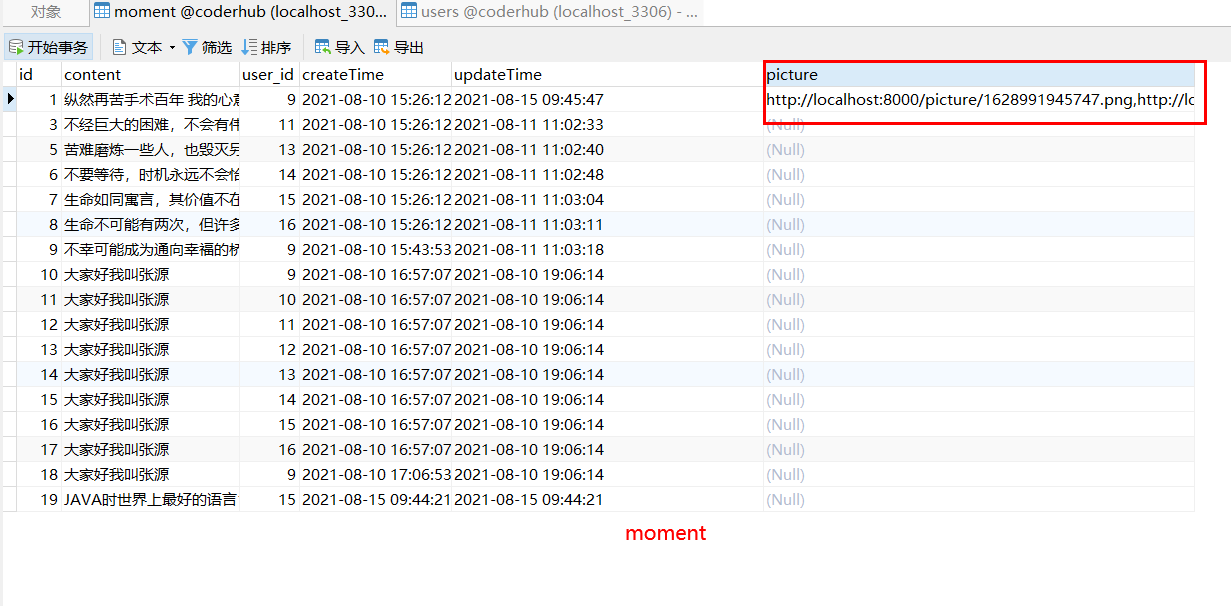 对象 moment @coderhub (localhost_330... users @coderhub (localhost_3306) - ...
开始事务 文本 筛选 排序 导入 导出
id content user_id createTime updateTime picture
1 纵然再苦手术百年 我的心意 9 2021-08-10 15:26:12 2021-08-15 09:45:47 http://localhost:8000/picture/1628991945747.png,http://lo
3 不经巨大的困难，不会有伟 11 2021-08-10 15:26:12 2021-08-11 11:02:33 (Null)
5 苦难磨炼一些人，也毁灭另 13 2021-08-10 15:26:12 2021-08-11 11:02:40 (Null)
6 不要等待，时机永远不会恰 14 2021-08-10 15:26:12 2021-08-11 11:02:48 (Null)
7 生命如同寓言，其价值不在 15 2021-08-10 15:26:12 2021-08-11 11:03:04 (Null)
8 生命不可能有两次，但许多 16 2021-08-10 15:26:12 2021-08-11 11:03:11 (Null)
9 不幸可能成为通向幸福的桥 9 2021-08-10 15:43:53 2021-08-11 11:03:18 (Null)
10 大家好我叫张源 9 2021-08-10 16:57:07 2021-08-10 19:06:14 (Null)
11 大家好我叫张源 10 2021-08-10 16:57:07 2021-08-10 19:06:14 (Null)
12 大家好我叫张源 11 2021-08-10 16:57:07 2021-08-10 19:06:14 (Null)
13 大家好我叫张源 12 2021-08-10 16:57:07 2021-08-10 19:06:14 (Null)
14 大家好我叫张源 13 2021-08-10 16:57:07 2021-08-10 19:06:14 (Null)
15 大家好我叫张源 14 2021-08-10 16:57:07 2021-08-10 19:06:14 (Null)
16 大家好我叫张源 15 2021-08-10 16:57:07 2021-08-10 19:06:14 (Null)
17 大家好我叫张源 16 2021-08-10 16:57:07 2021-08-10 19:06:14 (Null)
18 大家好我叫张源 9 2021-08-10 17:06:53 2021-08-10 19:06:14 (Null)
19 JAVA时世界上最好的语言 15 2021-08-15 09:44:21 2021-08-15 09:44:21 (Null)
moment